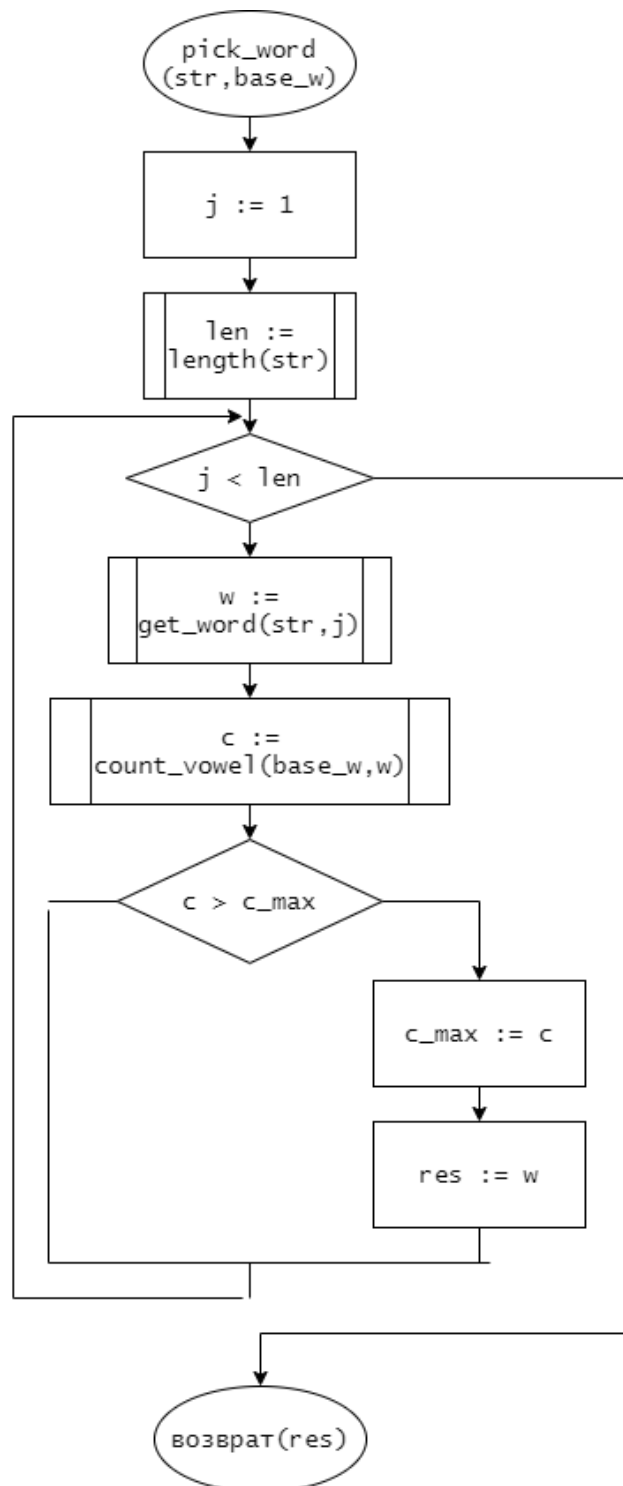 pick_word
(str,base_w)
j := 1
len :=
length(str)
j < len
w :=
get_word(str,j)
c :=
count_vowel(base_w,w)
c > c_max
c_max := c
res := w
возврат(res)